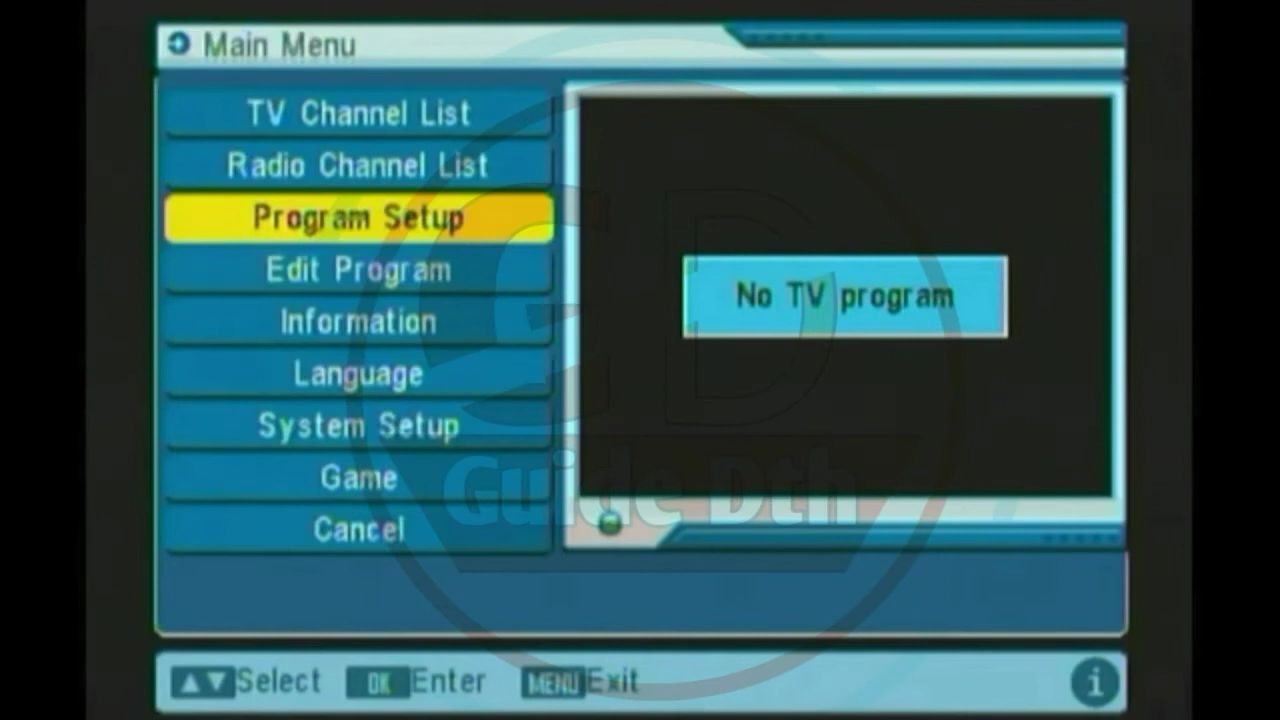 Main Menu
TV Channel List
Radio Channel List
Program Setup
Edit Program
Information
Language
System Setup
Game
Cancel
No TV program
GD
Guide Dth
▲▼Select OK Enter MENU Exit
i